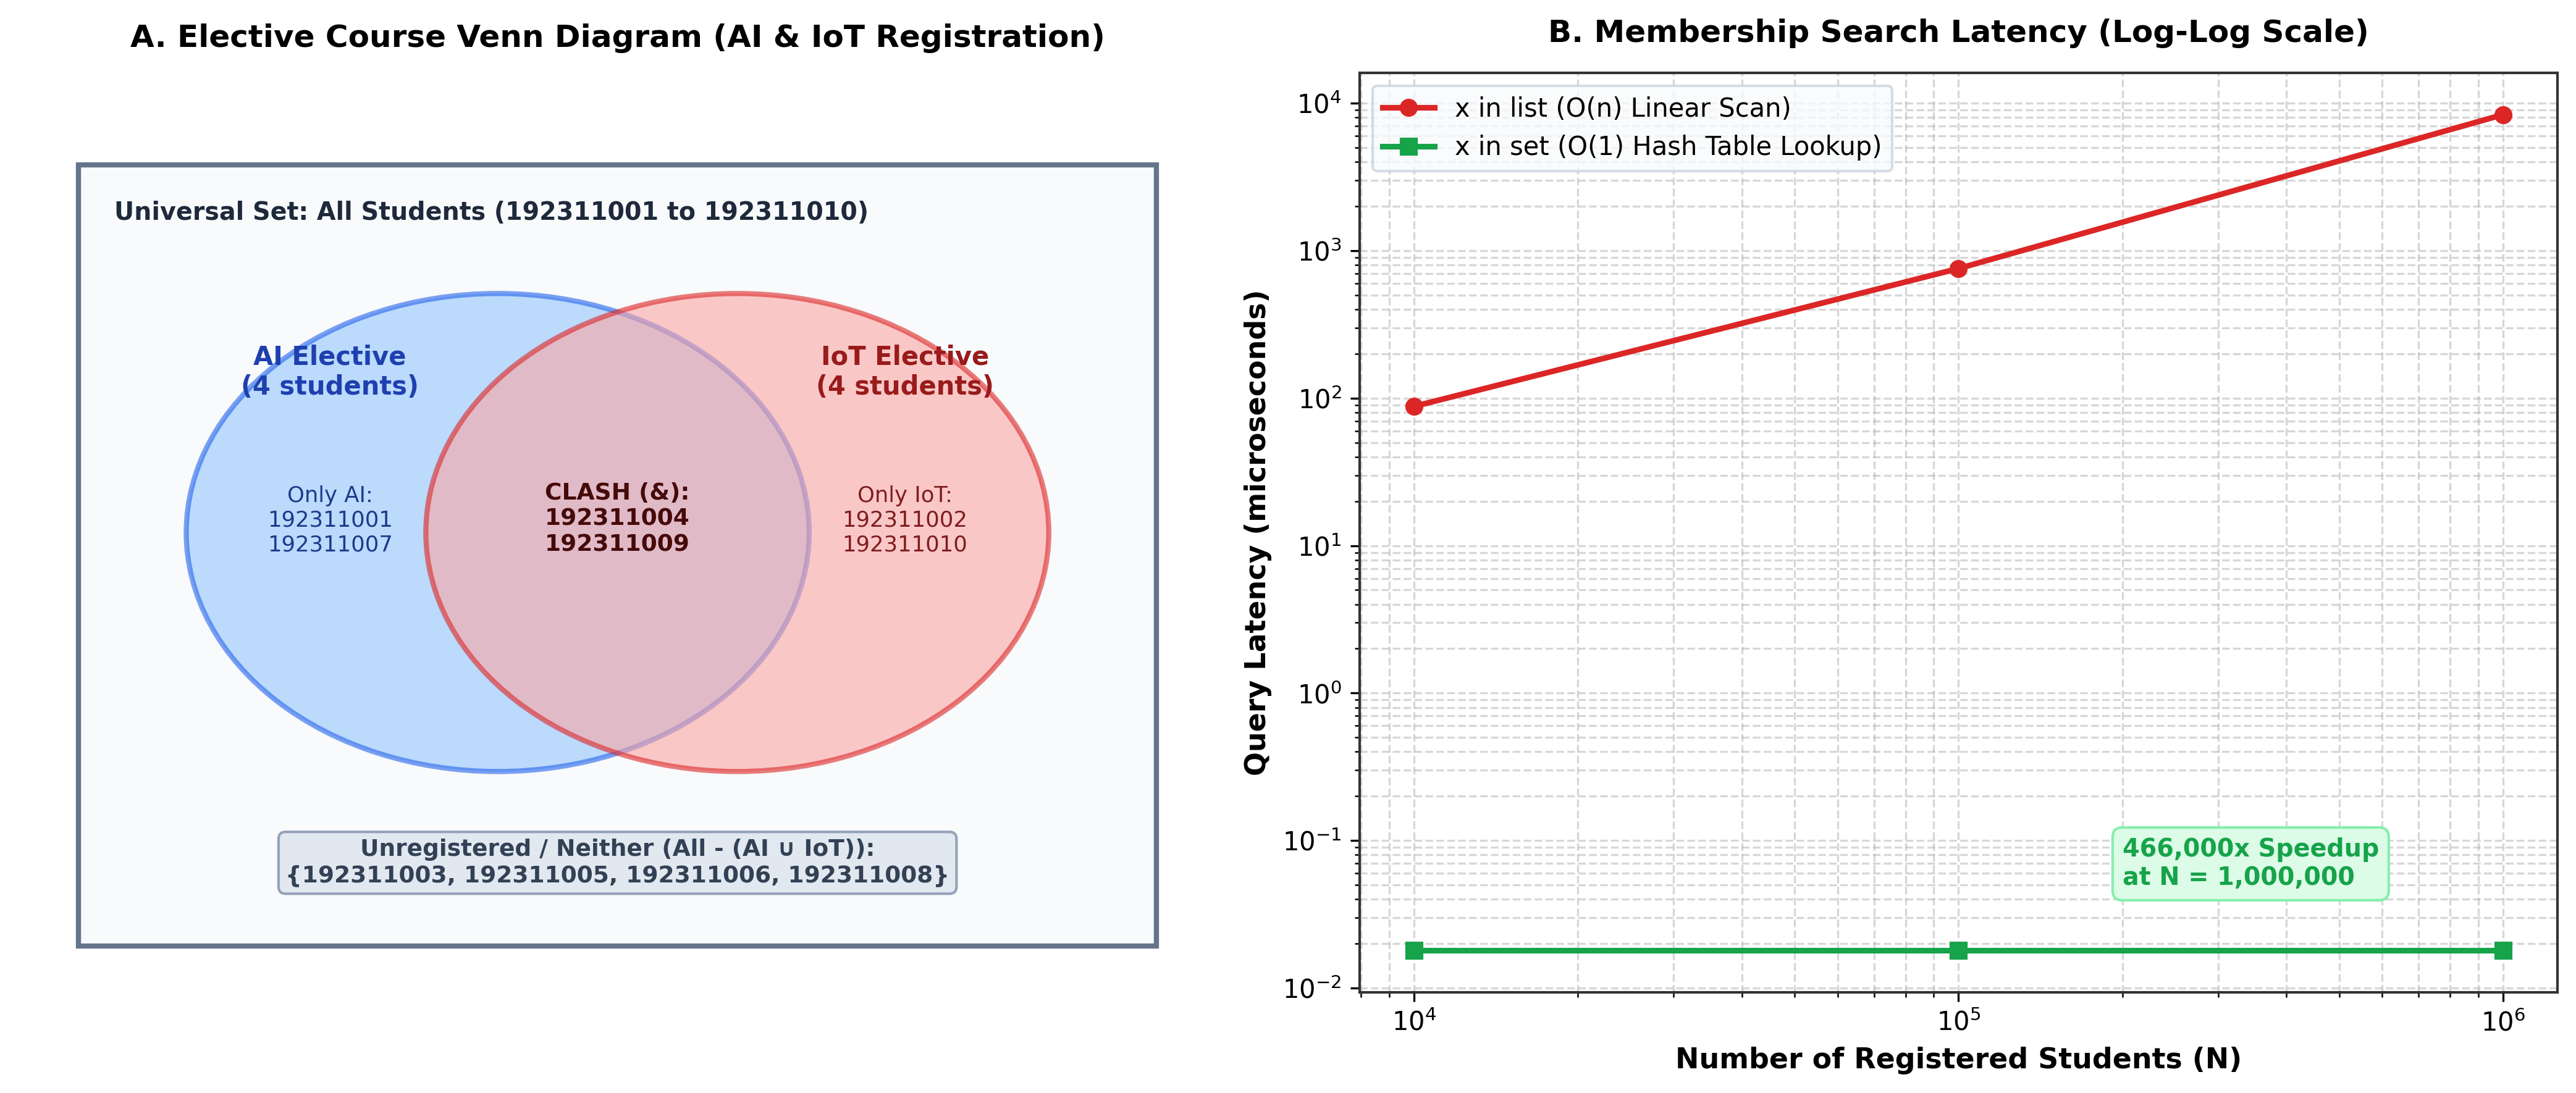 A. Elective Course Venn Diagram (AI & IoT Registration)
Universal Set: All Students (192311001 to 192311010)
AI Elective
(4 students)
IoT Elective
(4 students)
Only AI:
192311001
192311007
CLASH (&):
192311004
192311009
Only IoT:
192311002
192311010
Unregistered / Neither (All - (AI ∪ IoT)):
{192311003, 192311005, 192311006, 192311008}
B. Membership Search Latency (Log-Log Scale)
x in list (O(n) Linear Scan)
x in set (O(1) Hash Table Lookup)
Query Latency (microseconds)
10⁴
10³
10²
10¹
10⁰
10⁻¹
10⁻²
466,000x Speedup
at N = 1,000,000
10⁴
10⁵
10⁶
Number of Registered Students (N)